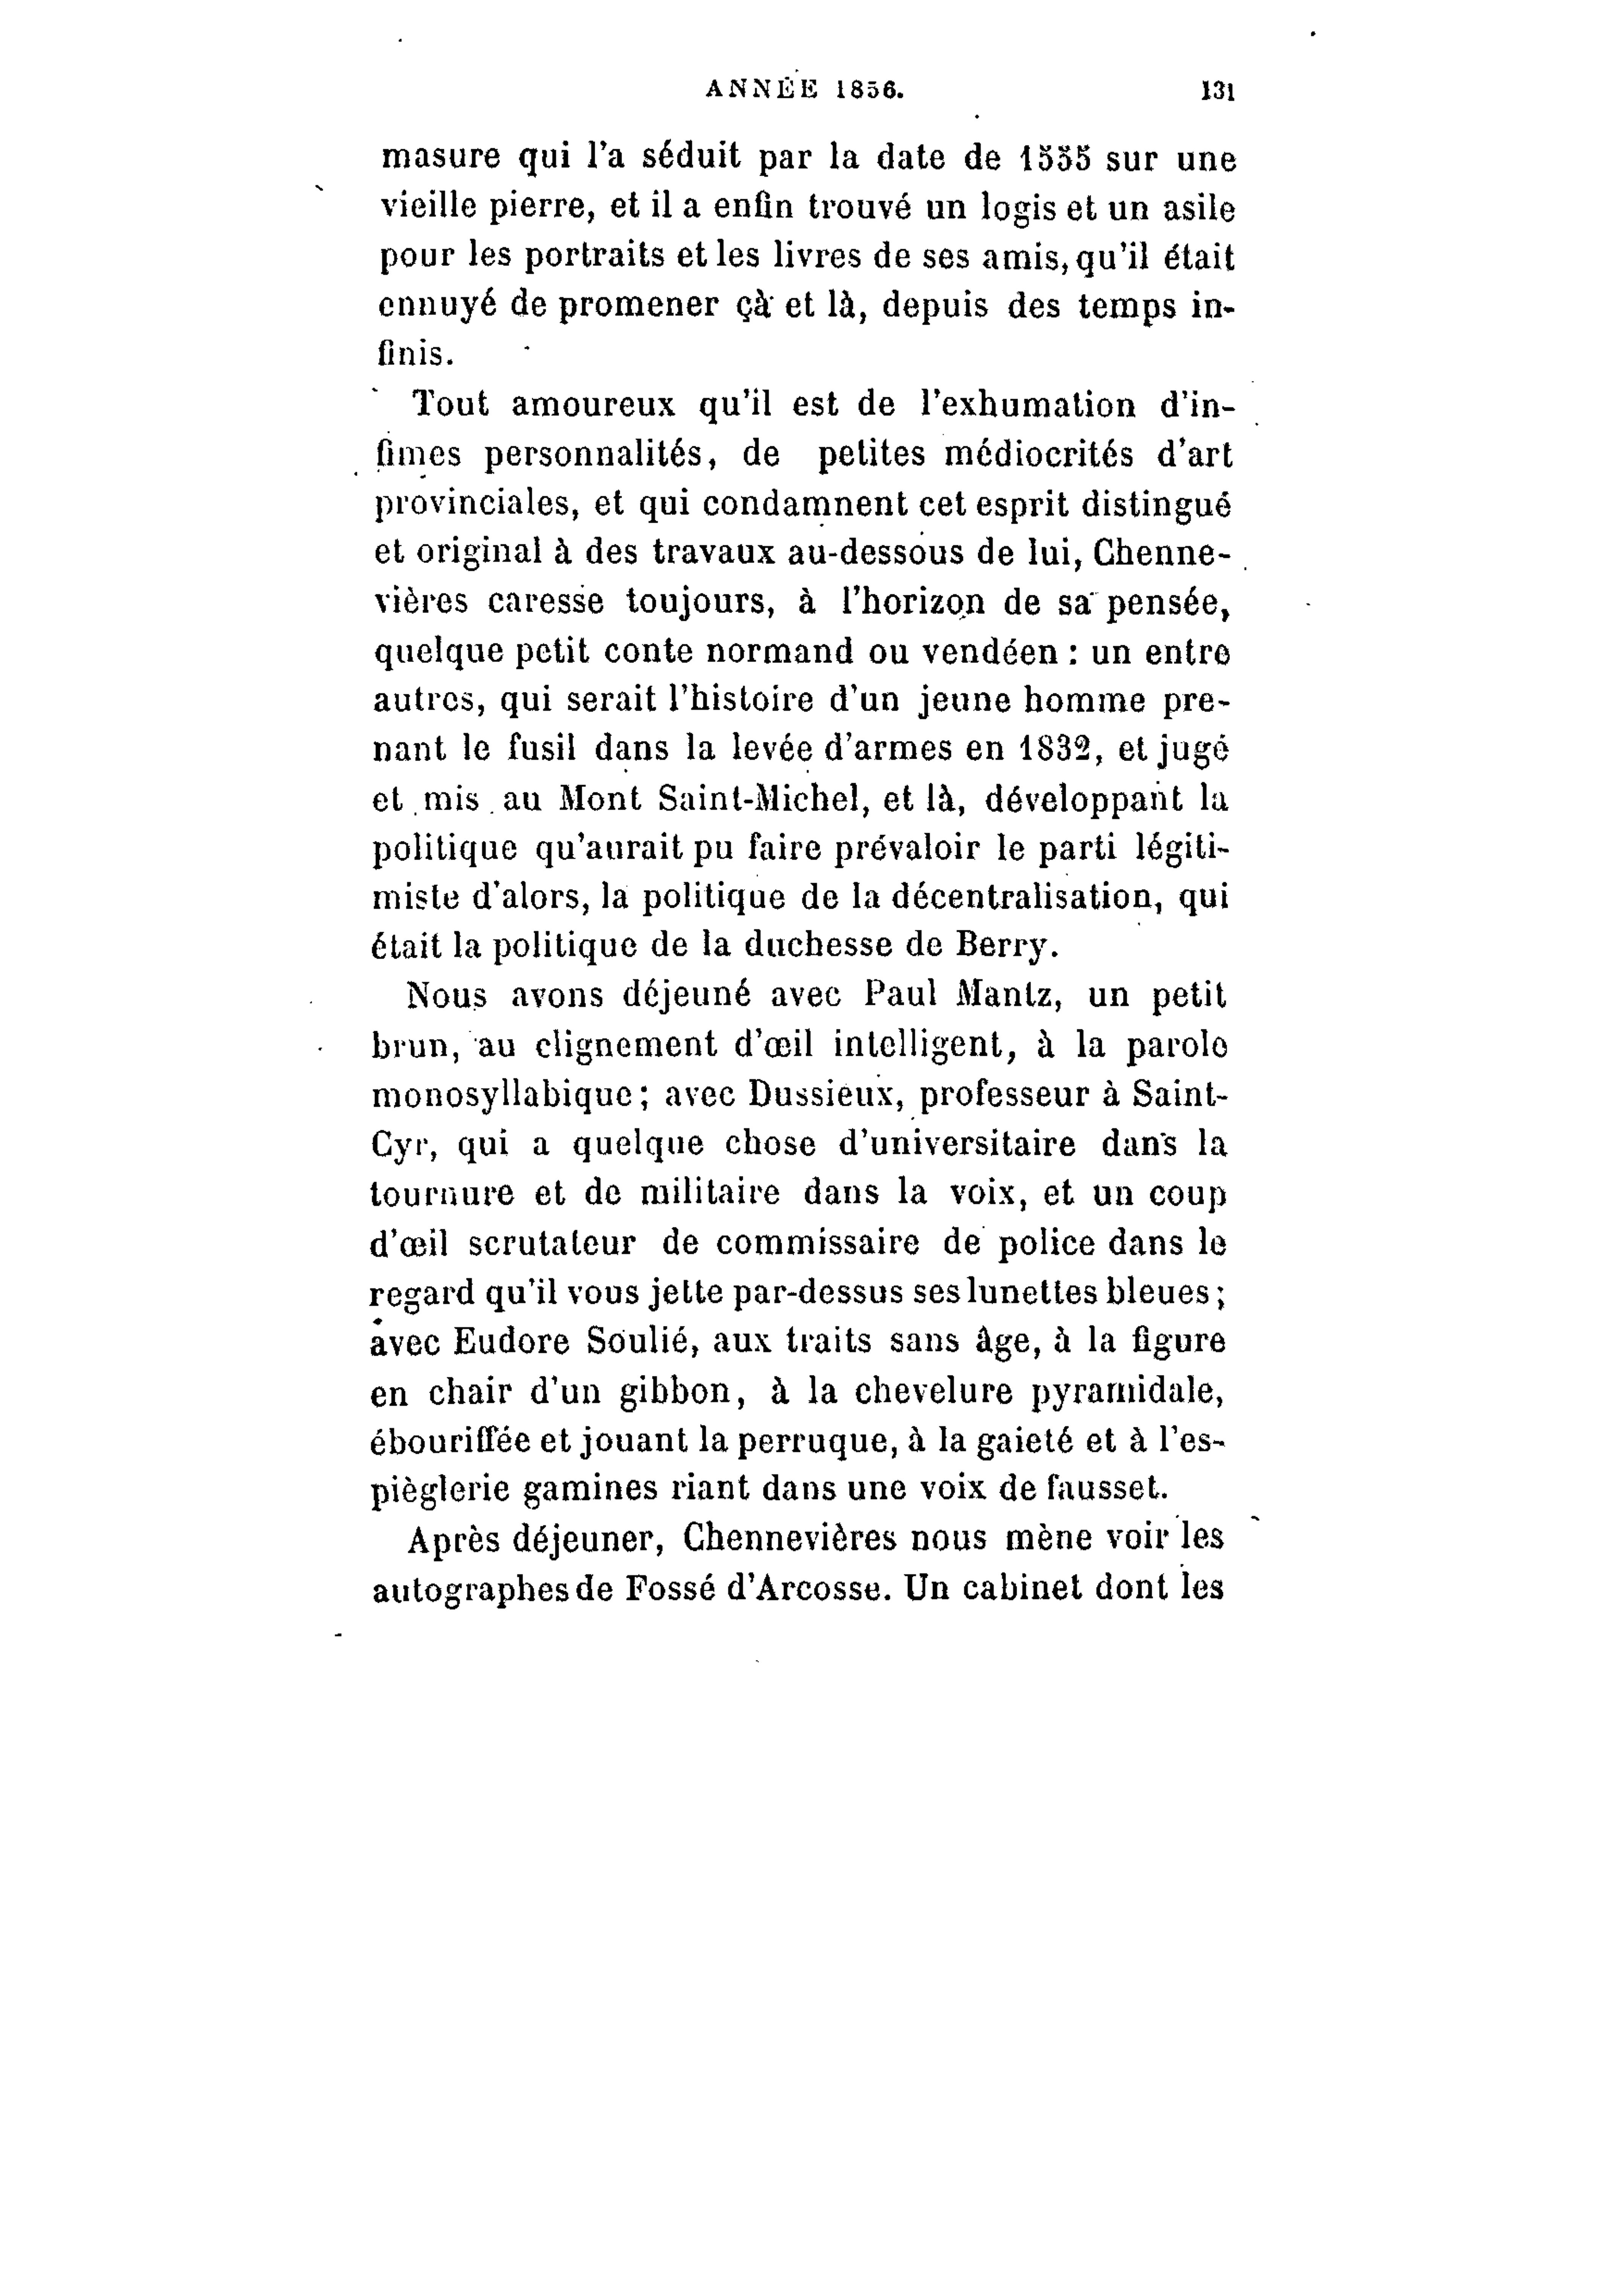 ANNÉE 1856. 131
masure qui l'a séduit par la date de 1555 sur une
vieille pierre, et il a enfin trouvé un logis et un asile
pour les portraits et les livres de ses amis, qu'il était
ennuyé de promener çà et là, depuis des temps in-
finis.
Tout amoureux qu'il est de l'exhumation d'in-
fimes personnalités, de petites médiocrités d'art
provinciales, et qui condamnent cet esprit distingué
et original à des travaux au-dessous de lui, Chenne-
vières caresse toujours, à l'horizon de sa pensée,
quelque petit conte normand ou vendéen : un entre
autres, qui serait l'histoire d'un jeune homme pre-
nant le fusil dans la levée d'armes en 1832, et jugé
et mis au Mont Saint-Michel, et là, développant la
politique qu'aurait pu faire prévaloir le parti légiti-
miste d'alors, la politique de la décentralisation, qui
était la politique de la duchesse de Berry.
Nous avons déjeuné avec Paul Mantz, un petit
brun, au clignement d'œil intelligent, à la parole
monosyllabique; avec Dussieux, professeur à Saint-
Cyr, qui a quelque chose d'universitaire dans la
tournure et de militaire dans la voix, et un coup
d'œil scrutateur de commissaire de police dans le
regard qu'il vous jette par-dessus ses lunettes bleues;
avec Eudore Soulié, aux traits sans âge, à la figure
en chair d'un gibbon, à la chevelure pyramidale,
ébouriffée et jouant la perruque, à la gaieté et à l'es-
pièglerie gamines riant dans une voix de fausset.
Après déjeuner, Chennevières nous mène voir les
autographes de Fossé d'Arcosse. Un cabinet dont les